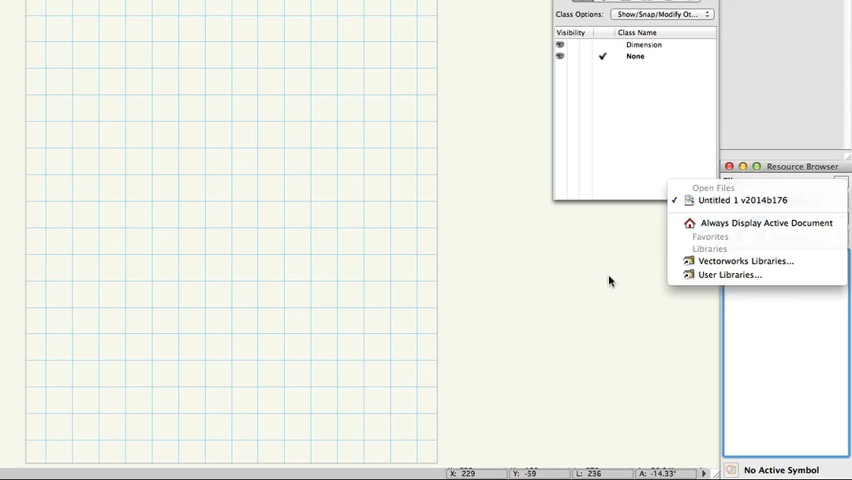 Class Options: Show/Snap/Modify Ot...
Visibility Class Name
Dimension
None
Resource Browser
Open Files
Untitled 1 v2014b176
Always Display Active Document
Favorites
Libraries
Vectorworks Libraries...
User Libraries...
X: 229 Y: -59 L: 236 A: -14.33°
No Active Symbol